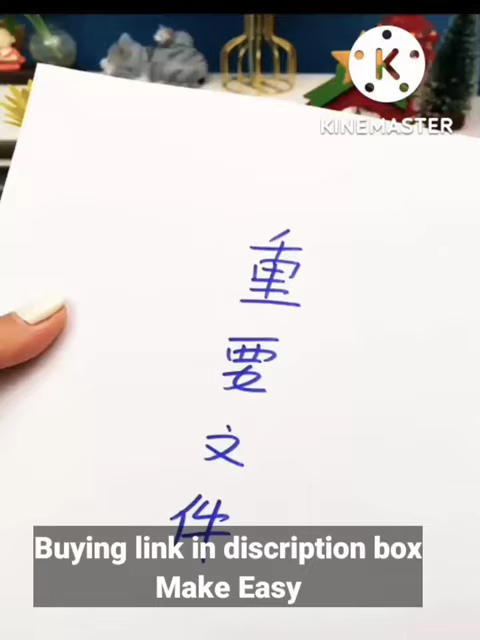 KINEMASTER
重
要
文
件
Buying link in discription box
Make Easy